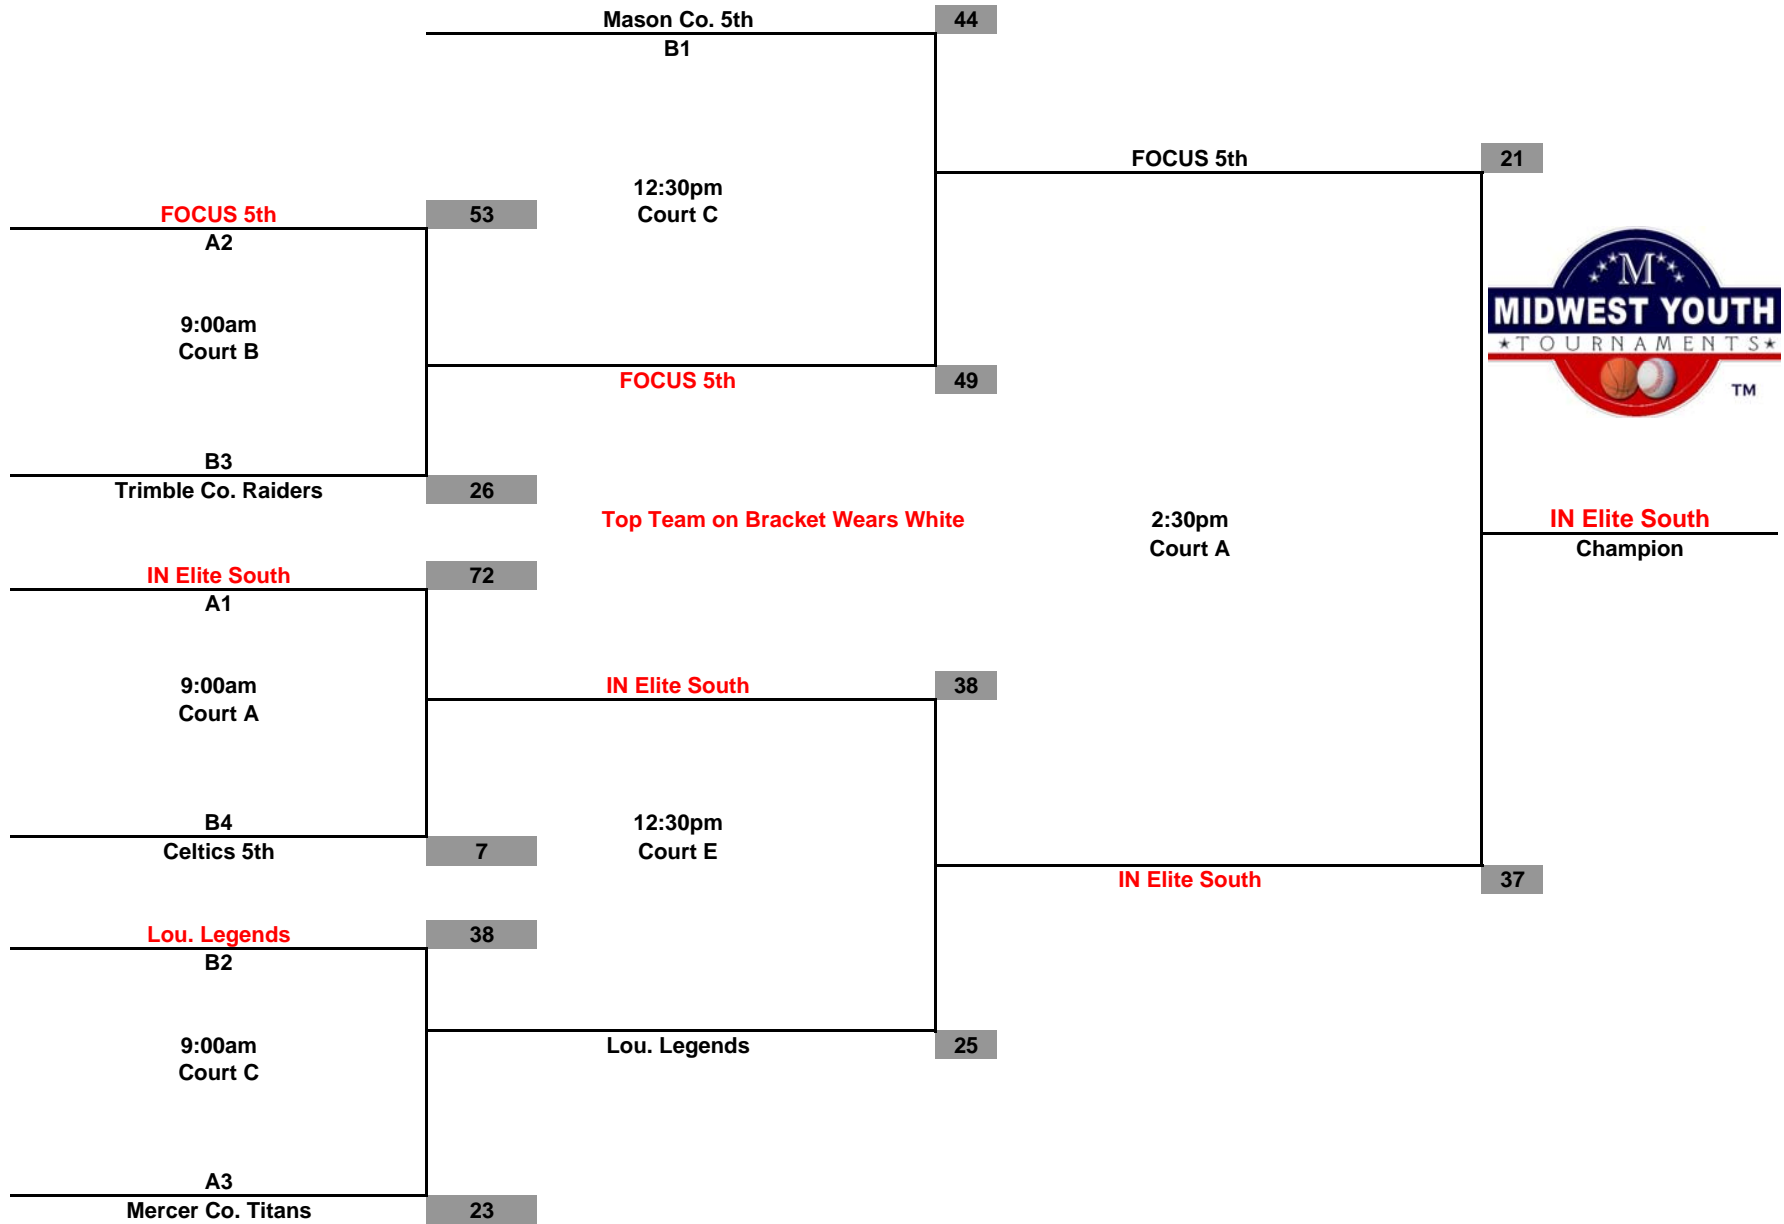 Mason Co. 5th 44
B1
FOCUS 5th 21
12:30pm
Court C
FOCUS 5th 53
A2
M
MIDWEST YOUTH
★TOURNAMENTS★
TM
9:00am
Court B
FOCUS 5th 49
B3
Trimble Co. Raiders 26
Top Team on Bracket Wears White
2:30pm
Court A
IN Elite South
Champion
IN Elite South 72
A1
9:00am
Court A
IN Elite South 38
B4
Celtics 5th 7
12:30pm
Court E
IN Elite South 37
Lou. Legends 38
B2
9:00am
Court C
Lou. Legends 25
A3
Mercer Co. Titans 23